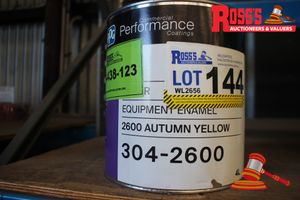 ROSS'S
AUCTIONEERS & VALUERS
Commercial
Performance
Coatings
438-123
ROSS'S
LOT 144
WL2656
EQUIPMENT ENAMEL
2600 AUTUMN YELLOW
304-2600
4L